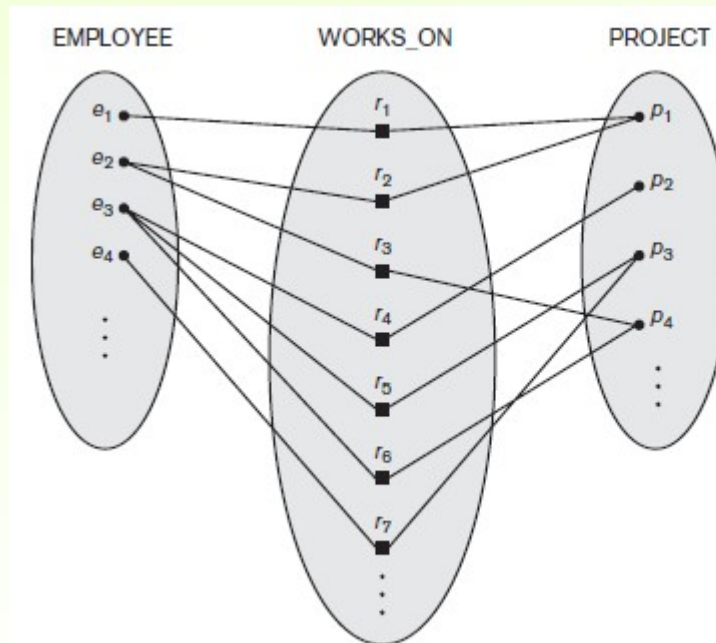 EMPLOYEE WORKS_ON PROJECT
e1 r1 p1
e2 r2 p2
e3 r3 p3
e4 r4 p4
r5
r6
r7